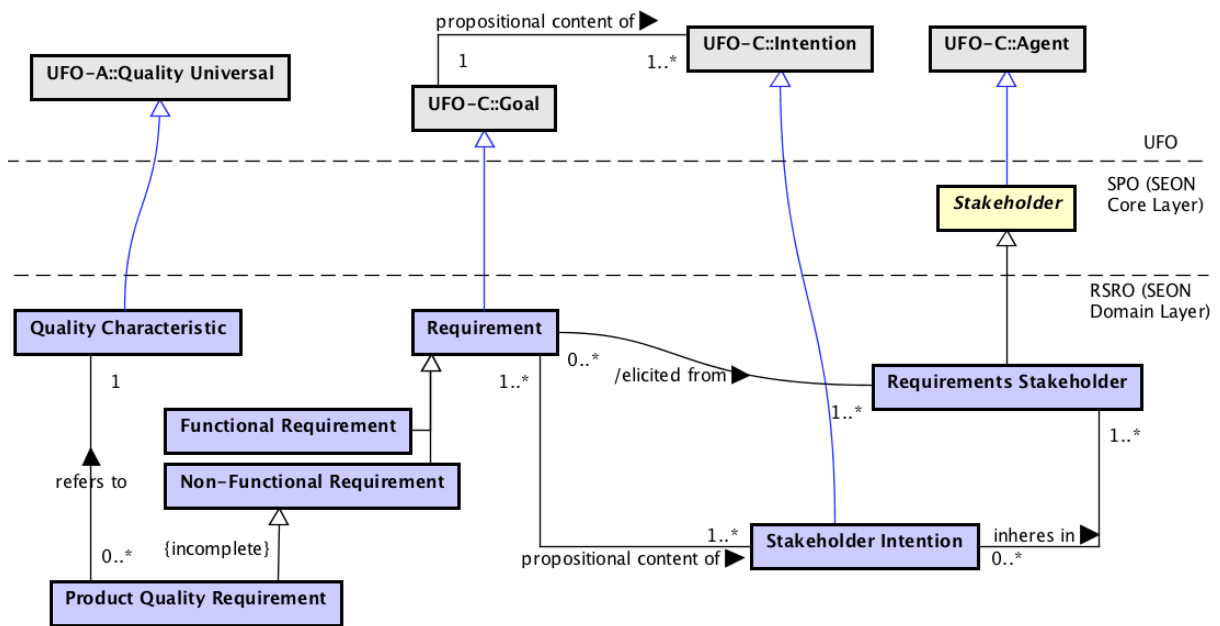 propositional content of
UFO-C::Intention
UFO-C::Agent
UFO-A::Quality Universal
1
1..*
UFO-C::Goal
UFO
SPO (SEON
Core Layer)
Stakeholder
RSRO (SEON
Domain Layer)
Quality Characteristic
Requirement
0..*
1
1..*
/elicited from
Requirements Stakeholder
1..*
Functional Requirement
1..*
Non-Functional Requirement
refers to
{incomplete}
0..*
1..*
propositional content of
Stakeholder Intention
inheres in
0..*
Product Quality Requirement